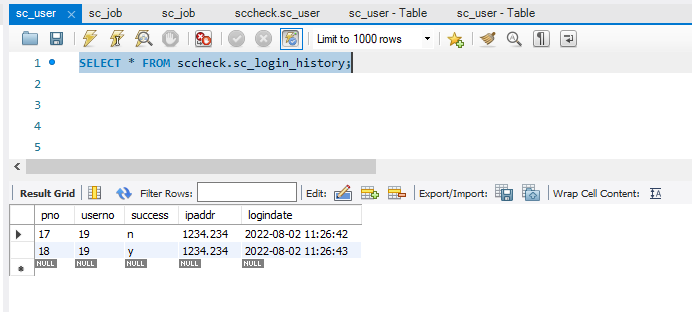 sc_user × sc_job sc_job sccheck.sc_user sc_user - Table sc_user - Table
Limit to 1000 rows
1 SELECT * FROM sccheck.sc_login_history;
2
3
4
5
Result Grid Filter Rows: Edit: Export/Import: Wrap Cell Content: IA
pno userno success ipaddr logindate
17 19 n 1234.234 2022-08-02 11:26:42
18 19 y 1234.234 2022-08-02 11:26:43
NULL NULL NULL NULL NULL